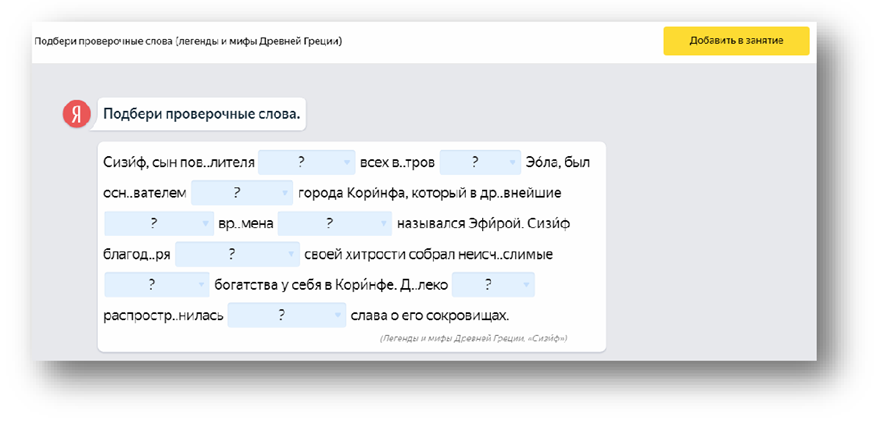 Подбери проверочные слова (легенды и мифы Древней Греции)
Добавить в занятие
Я Подбери проверочные слова.
Сизи́ф, сын пов..лителя ? всех в..тров ? Эо́ла, был
осн..вателем ? города Кори́нфа, который в др..внейшие
? вр..мена ? назывался Эфи́рой. Сизи́ф
благод..ря ? своей хитрости собрал неисч..слимые
? богатства у себя в Кори́нфе. Д..леко ?
распростр..нилась ? слава о его сокровищах.
(Легенды и мифы Древней Греции. «Сизи́ф»)